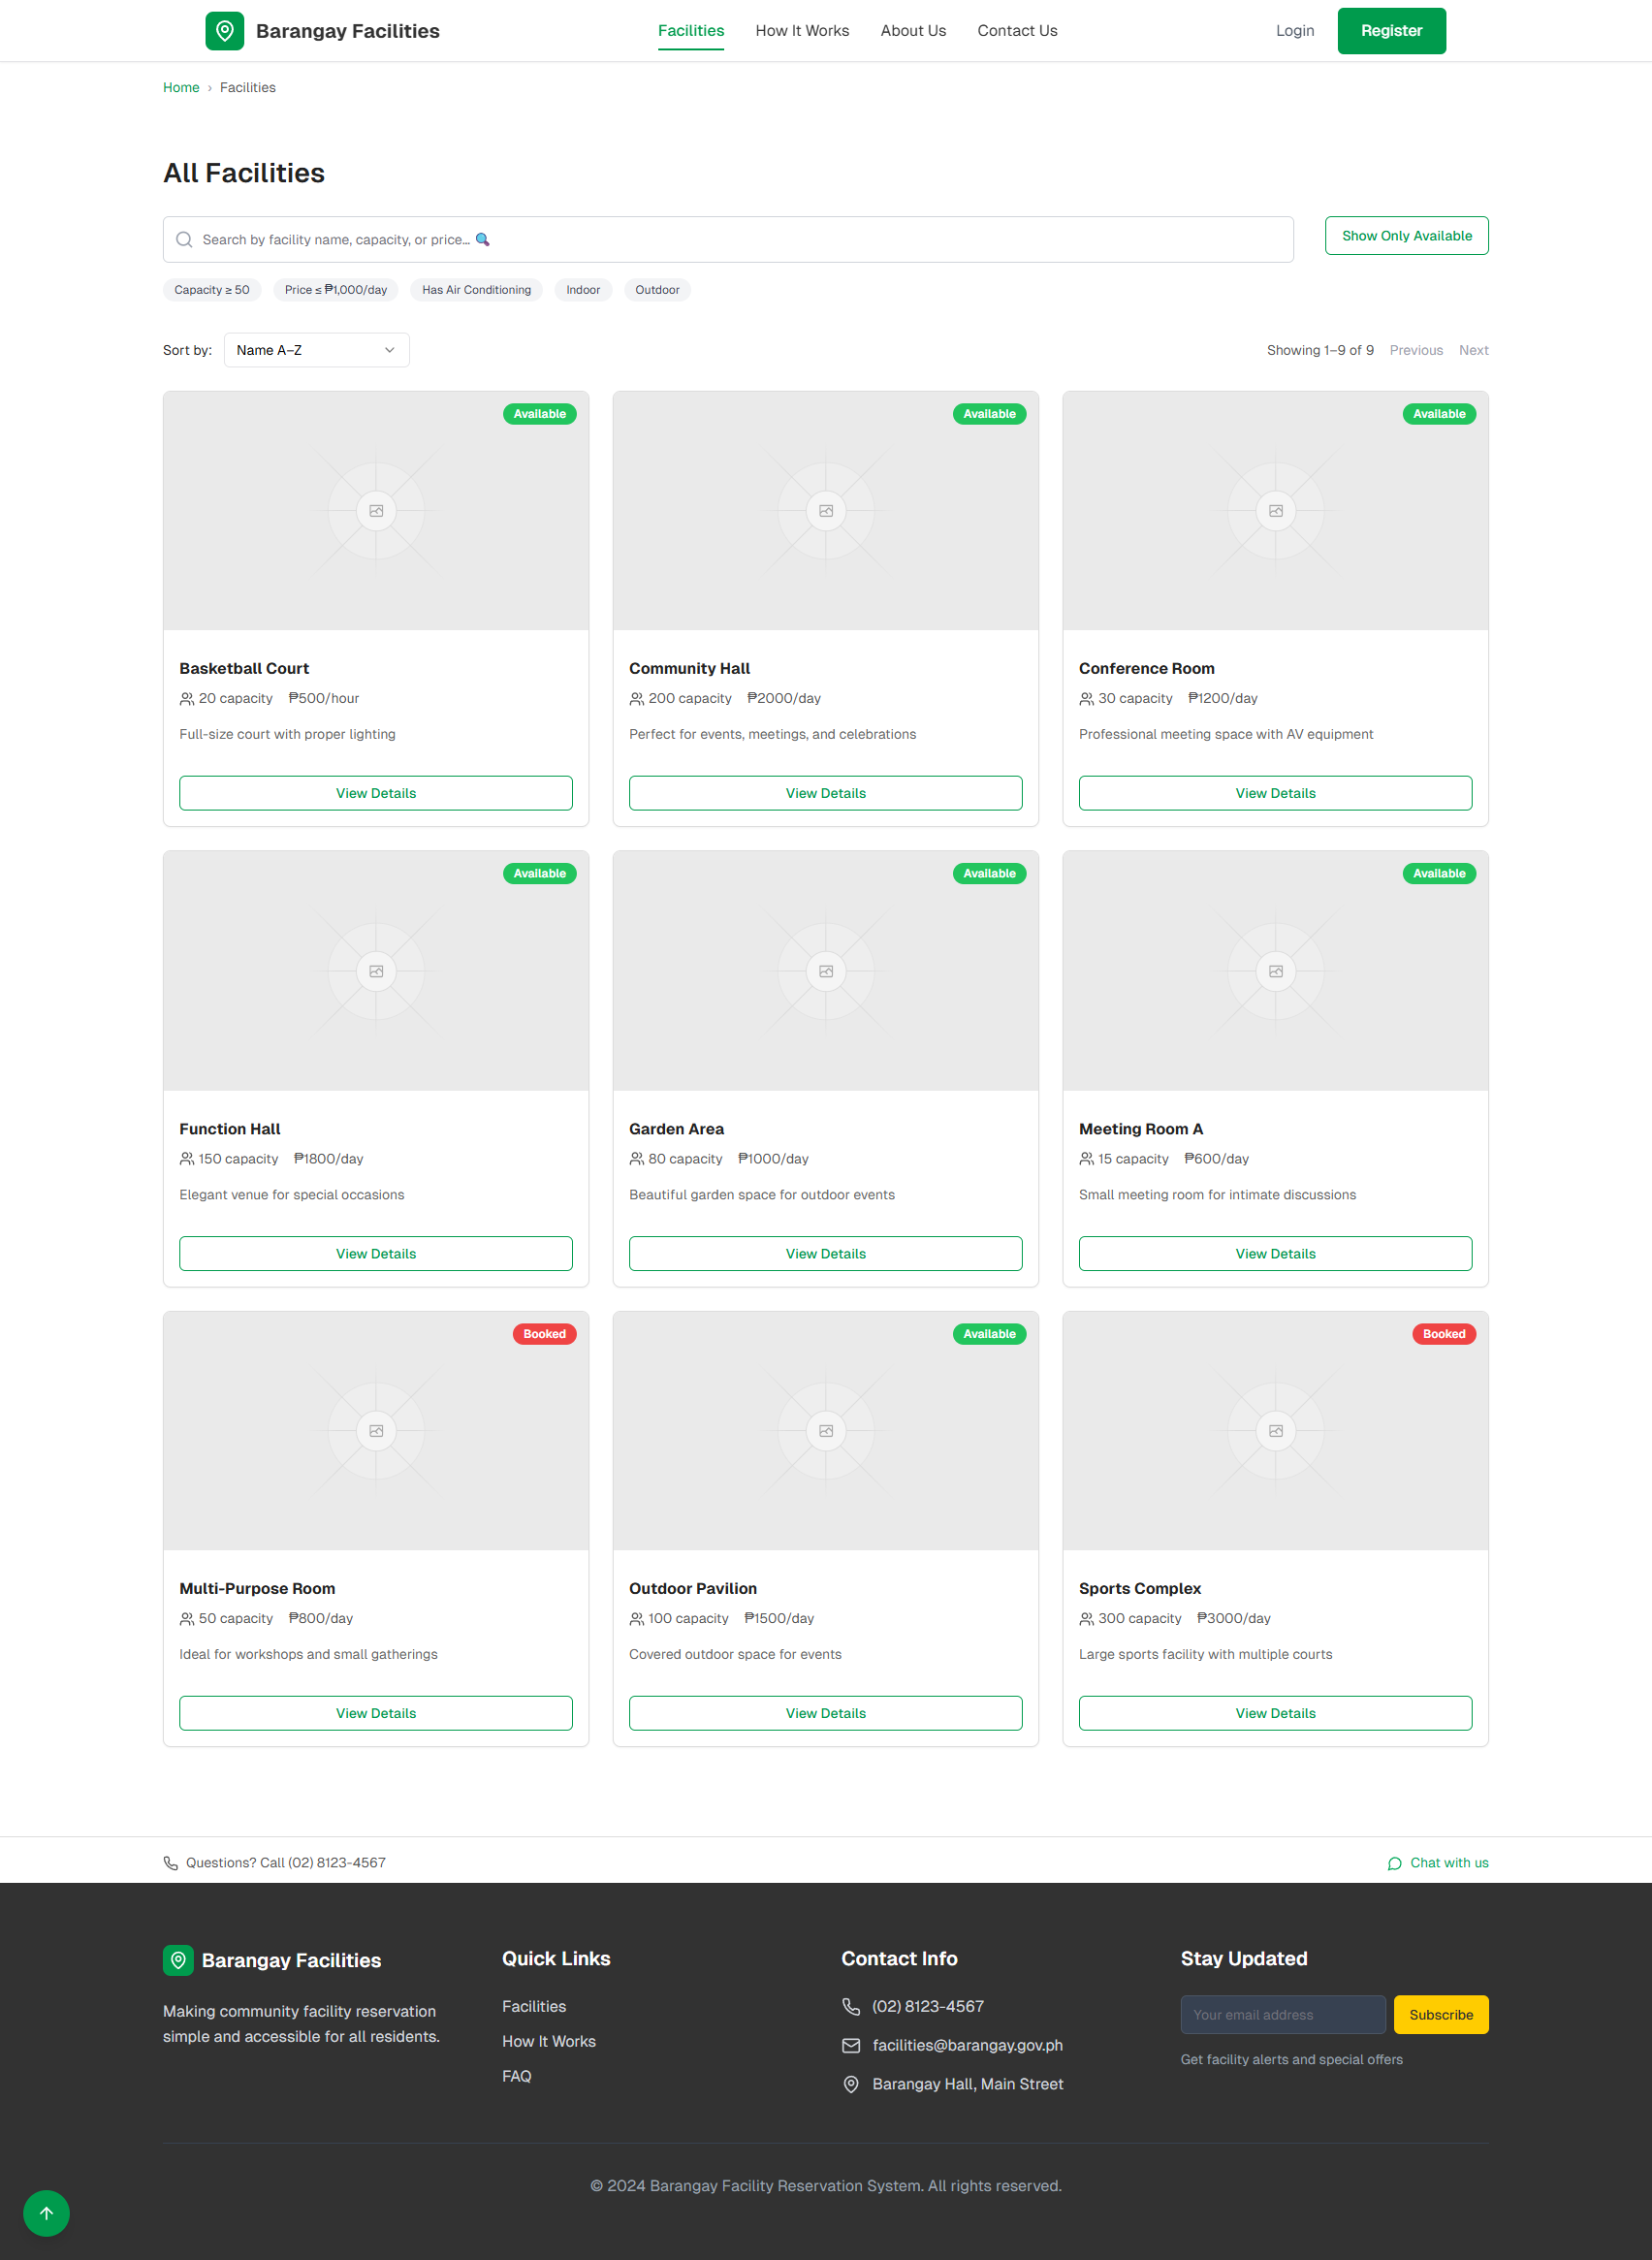 Barangay Facilities
Facilities
How It Works
About Us
Contact Us
Login
Register
Home › Facilities
All Facilities
Search by facility name, capacity, or price... 🔍
Show Only Available
Capacity ≥ 50
Price ≤ ₱1,000/day
Has Air Conditioning
Indoor
Outdoor
Sort by:
Name A–Z
Showing 1–9 of 9
Previous
Next
Available
Available
Available
Basketball Court
20 capacity ₱500/hour
Full-size court with proper lighting
View Details
Community Hall
200 capacity ₱2000/day
Perfect for events, meetings, and celebrations
View Details
Conference Room
30 capacity ₱1200/day
Professional meeting space with AV equipment
View Details
Available
Available
Available
Function Hall
150 capacity ₱1800/day
Elegant venue for special occasions
View Details
Garden Area
80 capacity ₱1000/day
Beautiful garden space for outdoor events
View Details
Meeting Room A
15 capacity ₱600/day
Small meeting room for intimate discussions
View Details
Booked
Available
Booked
Multi-Purpose Room
50 capacity ₱800/day
Ideal for workshops and small gatherings
View Details
Outdoor Pavilion
100 capacity ₱1500/day
Covered outdoor space for events
View Details
Sports Complex
300 capacity ₱3000/day
Large sports facility with multiple courts
View Details
Questions? Call (02) 8123-4567
Chat with us
Barangay Facilities
Making community facility reservation
simple and accessible for all residents.
Quick Links
Facilities
How It Works
FAQ
Contact Info
(02) 8123-4567
facilities@barangay.gov.ph
Barangay Hall, Main Street
Stay Updated
Your email address
Subscribe
Get facility alerts and special offers
© 2024 Barangay Facility Reservation System. All rights reserved.